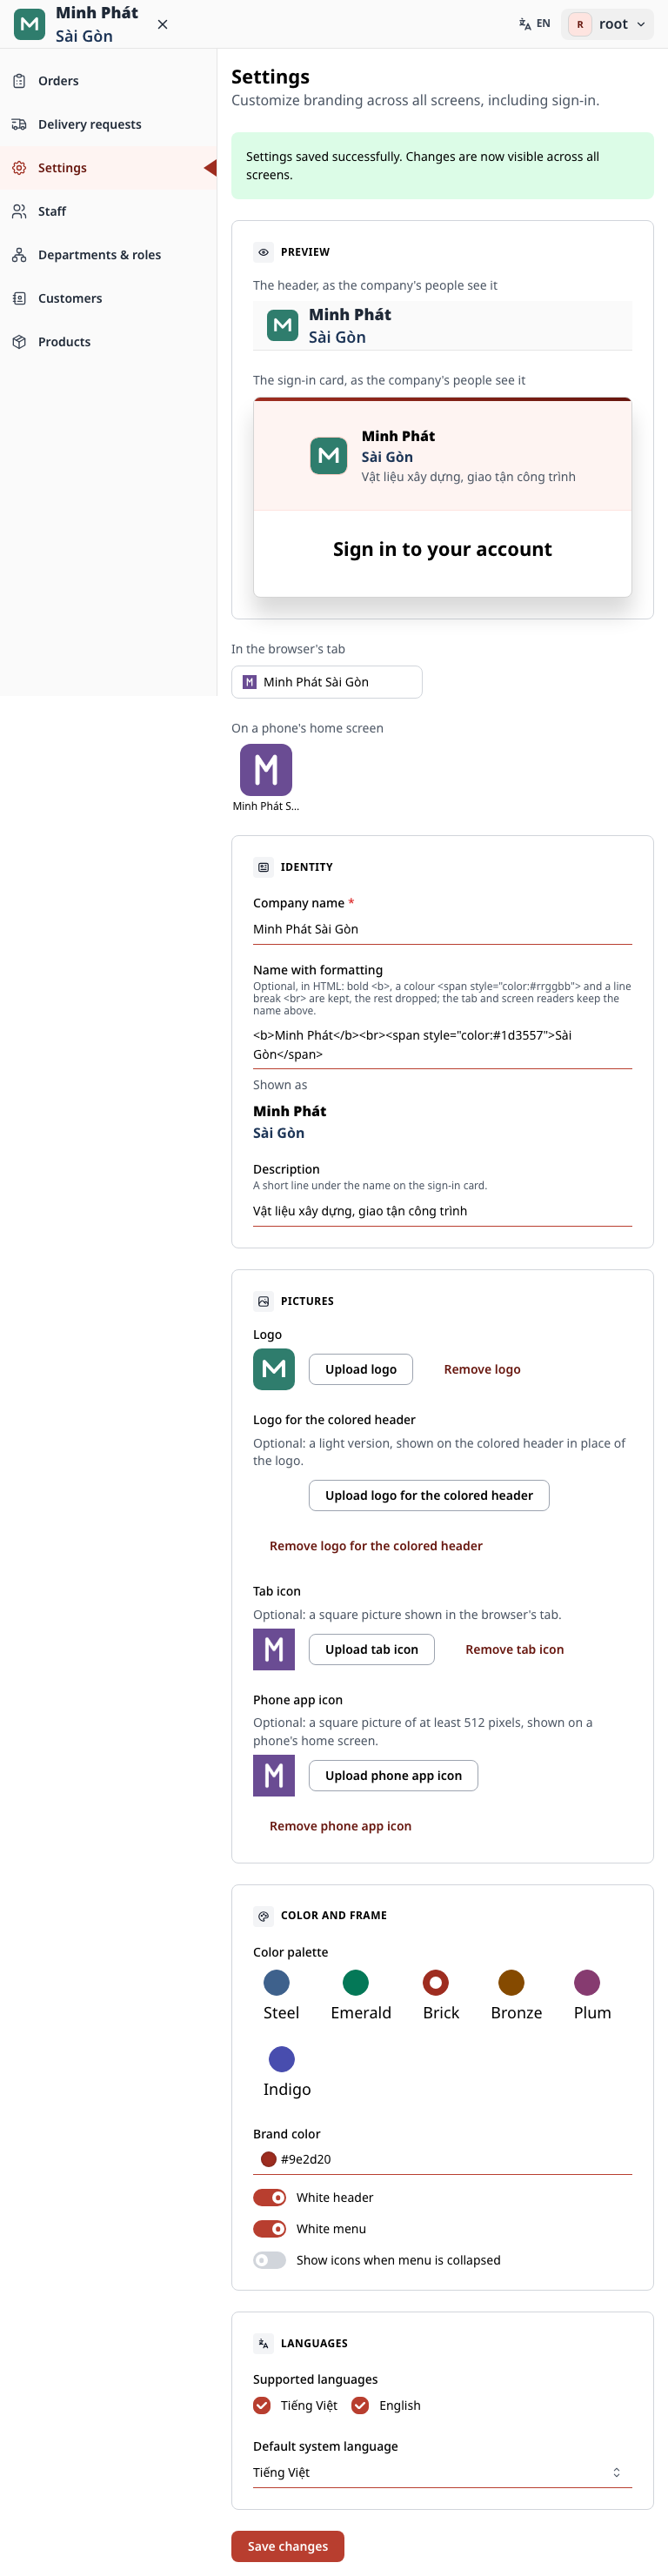 Minh Phát
Sài Gòn
EN
R
root
Orders
Delivery requests
Settings
Staff
Departments & roles
Customers
Products
Settings
Customize branding across all screens, including sign-in.
Settings saved successfully. Changes are now visible across all
screens.
PREVIEW
The header, as the company's people see it
Minh Phát
Sài Gòn
The sign-in card, as the company's people see it
Minh Phát
Sài Gòn
Vật liệu xây dựng, giao tận công trình
Sign in to your account
In the browser's tab
M Minh Phát Sài Gòn
On a phone's home screen
M
Minh Phát S...
IDENTITY
Company name *
Minh Phát Sài Gòn
Name with formatting
Optional, in HTML: bold <b>, a colour <span style="color:#rrggbb"> and a line
break <br> are kept, the rest dropped; the tab and screen readers keep the
name above.
<b>Minh Phát</b><br><span style="color:#1d3557">Sài
Gòn</span>
Shown as
Minh Phát
Sài Gòn
Description
A short line under the name on the sign-in card.
Vật liệu xây dựng, giao tận công trình
PICTURES
Logo
M
Upload logo
Remove logo
Logo for the colored header
Optional: a light version, shown on the colored header in place of
the logo.
Upload logo for the colored header
Remove logo for the colored header
Tab icon
Optional: a square picture shown in the browser's tab.
M
Upload tab icon
Remove tab icon
Phone app icon
Optional: a square picture of at least 512 pixels, shown on a
phone's home screen.
M
Upload phone app icon
Remove phone app icon
COLOR AND FRAME
Color palette
Steel
Emerald
Brick
Bronze
Plum
Indigo
Brand color
#9e2d20
White header
White menu
Show icons when menu is collapsed
LANGUAGES
Supported languages
Tiếng Việt
English
Default system language
Tiếng Việt
Save changes